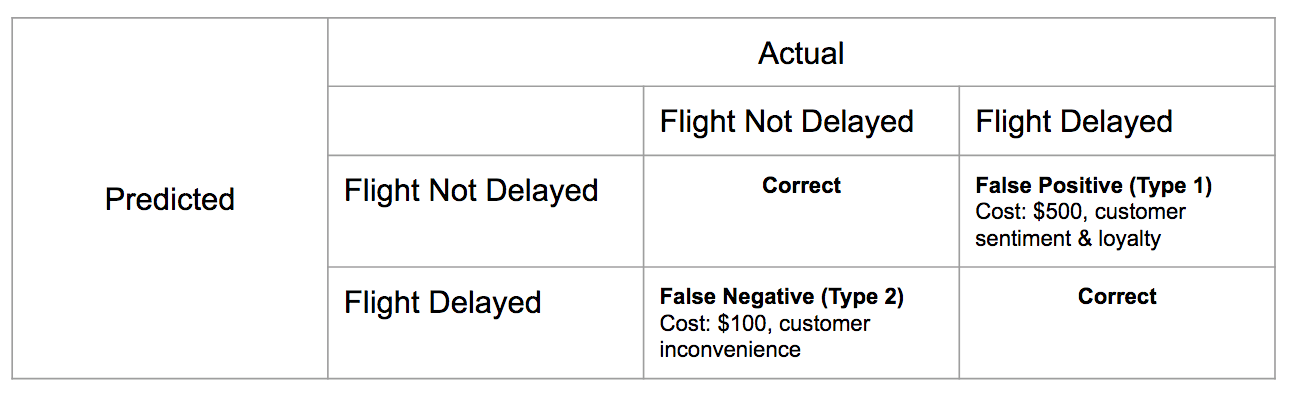 Actual
Flight Not Delayed
Flight Delayed
Predicted
Flight Not Delayed
Correct
False Positive (Type 1)
Cost: $500, customer
sentiment & loyalty
Flight Delayed
False Negative (Type 2)
Cost: $100, customer
inconvenience
Correct